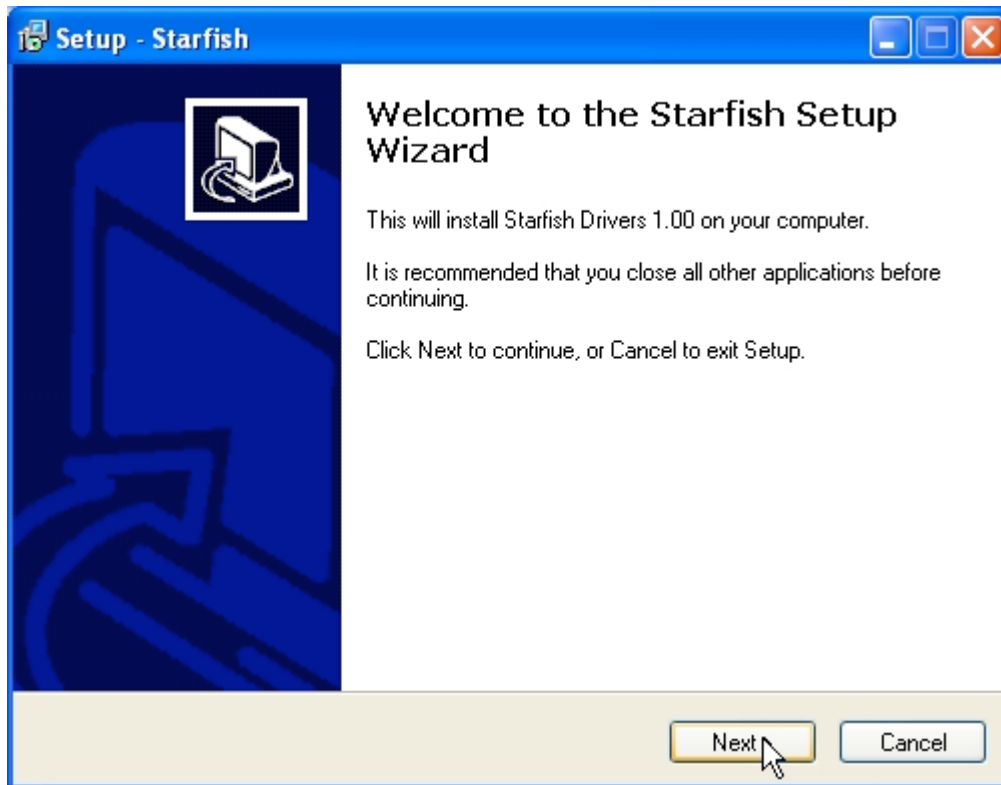 Setup - Starfish
Welcome to the Starfish Setup
Wizard
This will install Starfish Drivers 1.00 on your computer.
It is recommended that you close all other applications before
continuing.
Click Next to continue, or Cancel to exit Setup.
Next
Cancel